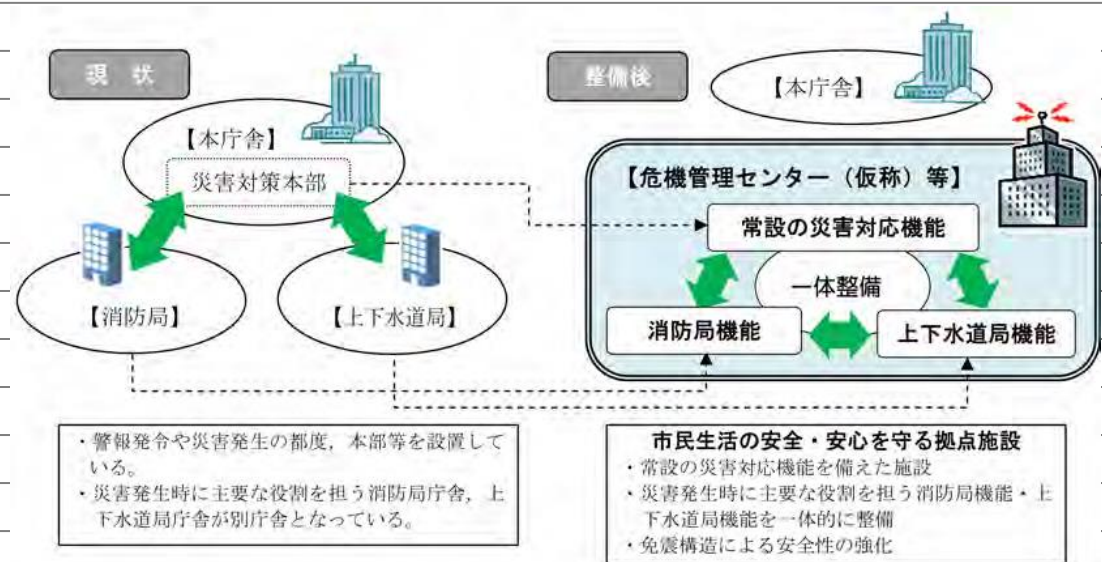 現 状
【本庁舎】
災害対策本部
【消防局】
【上下水道局】
・警報発令や災害発生の都度，本部等を設置して
いる。
・災害発生時に主要な役割を担う消防局庁舎，上
下水道局庁舎が別庁舎となっている。
整備後
【本庁舎】
【危機管理センター（仮称）等】
常設の災害対応機能
一体整備
消防局機能
上下水道局機能
市民生活の安全・安心を守る拠点施設
・常設の災害対応機能を備えた施設
・災害発生時に主要な役割を担う消防局機能・上
下水道局機能を一体的に整備
・免震構造による安全性の強化